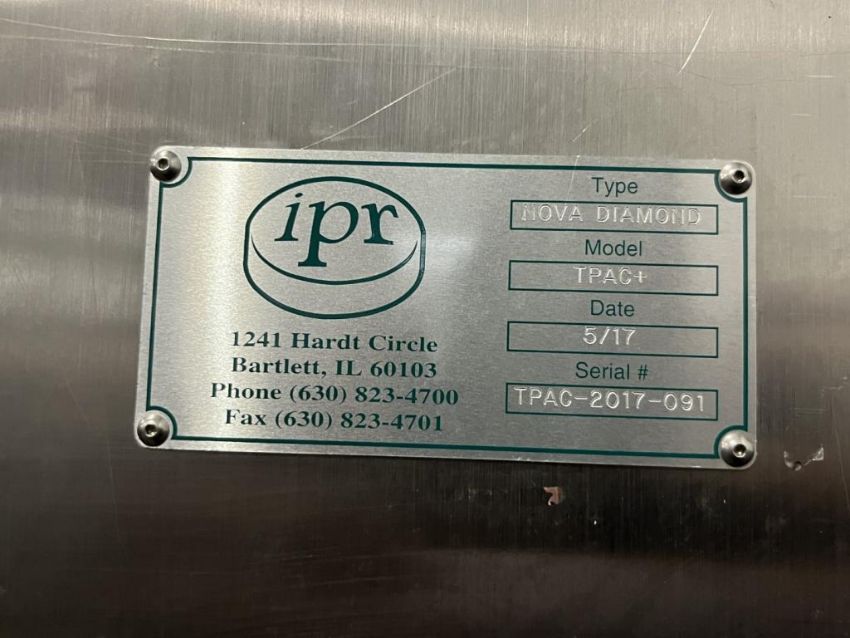 ipr
1241 Hardt Circle
Bartlett, IL 60103
Phone (630) 823-4700
Fax (630) 823-4701
Type
NOVA DIAMOND
Model
TPAC+
Date
5/17
Serial #
TPAC-2017-091